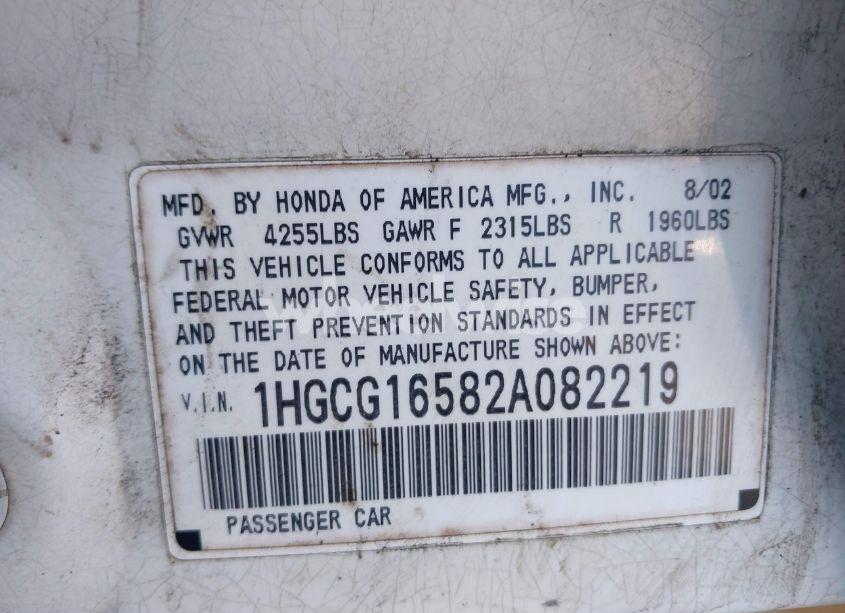 MFD. BY HONDA OF AMERICA MFG., INC. 8/02
GVWR 4255LBS GAWR F 2315LBS R 1960LBS
THIS VEHICLE CONFORMS TO ALL APPLICABLE
FEDERAL MOTOR VEHICLE SAFETY, BUMPER,
AND THEFT PREVENTION STANDARDS IN EFFECT
ON THE DATE OF MANUFACTURE SHOWN ABOVE:
V.I.N. 1HGCG16582A082219
PASSENGER CAR